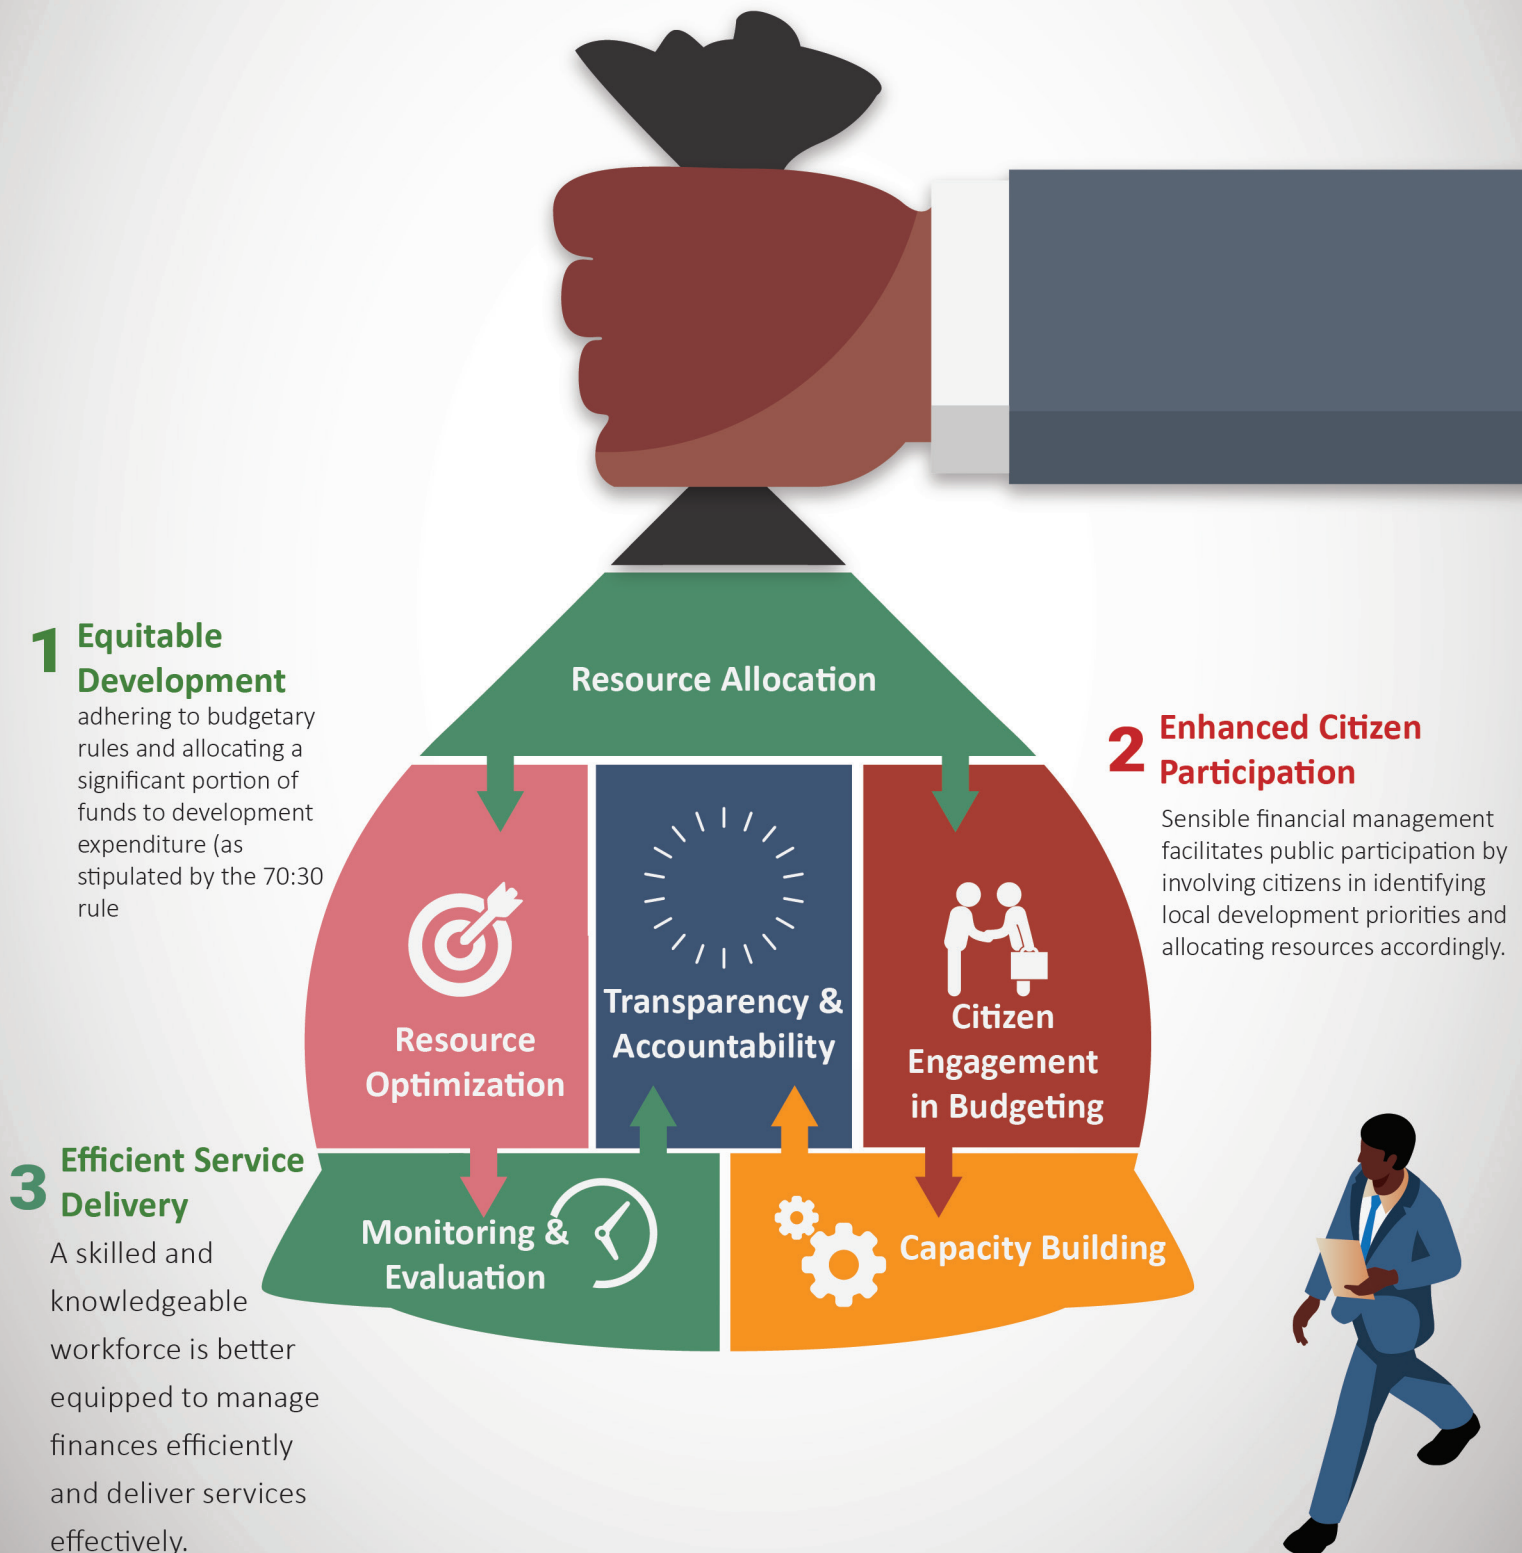 Resource Allocation
1
Equitable
Development
adhering to budgetary
rules and allocating a
significant portion of
funds to development
expenditure (as
stipulated by the 70:30
rule
2
Enhanced Citizen
Participation
Sensible financial management
facilitates public participation by
involving citizens in identifying
local development priorities and
allocating resources accordingly.
Resource
Optimization
Transparency &
Accountability
Citizen
Engagement
in Budgeting
3
Efficient Service
Delivery
A skilled and
knowledgeable
workforce is better
equipped to manage
finances efficiently
and deliver services
effectively.
Monitoring &
Evaluation
Capacity Building